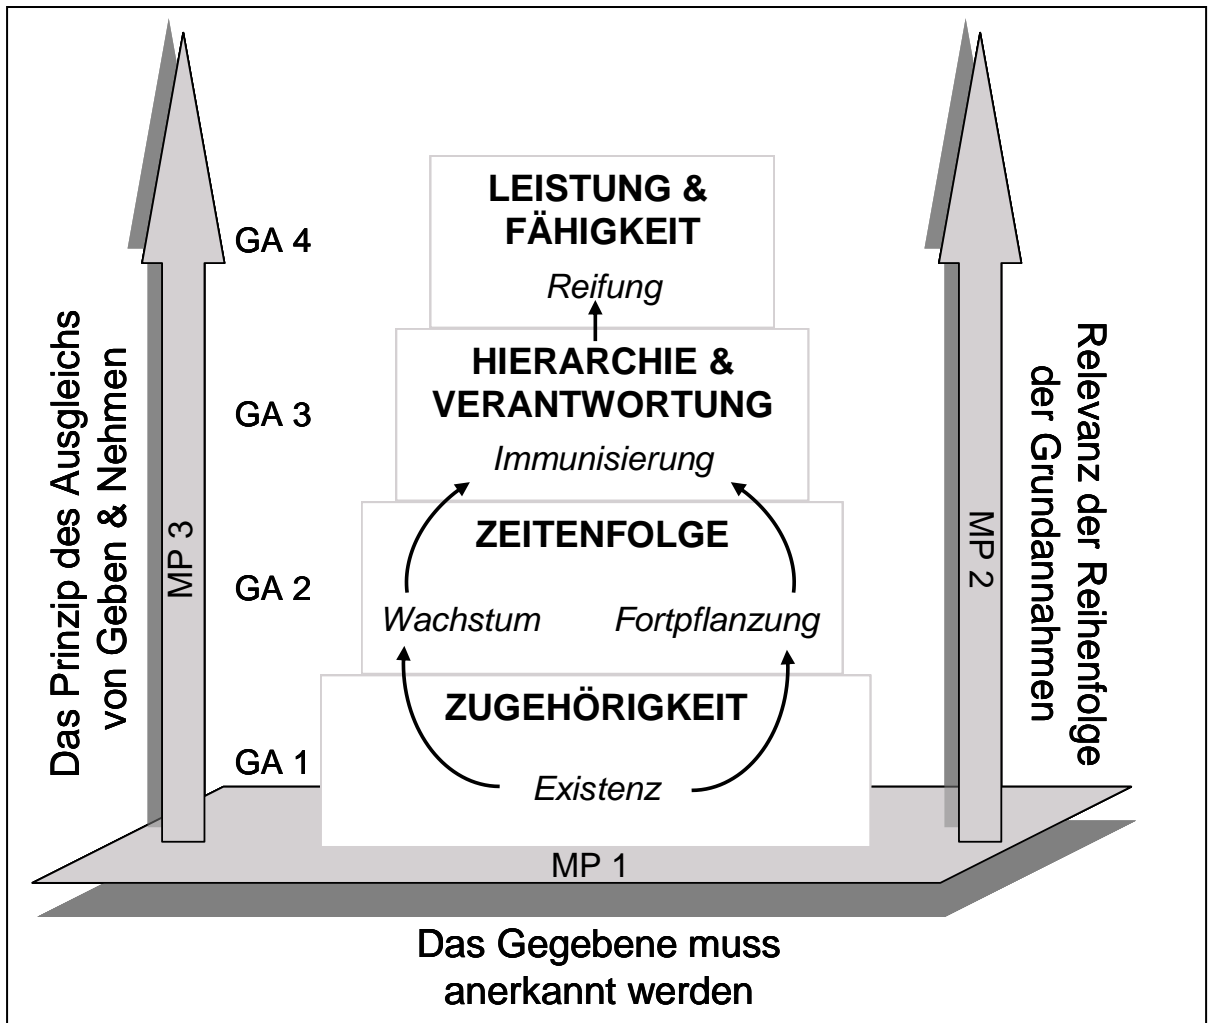 LEISTUNG &
FÄHIGKEIT
GA 4
Reifung
HIERARCHIE &
VERANTWORTUNG
GA 3
Immunisierung
ZEITENFOLGE
GA 2
Wachstum
Fortpflanzung
ZUGEHÖRIGKEIT
GA 1
Existenz
MP 1
Das Gegebene muss
anerkannt werden
Das Prinzip des Ausgleichs
von Geben & Nehmen
MP 3
MP 2
Relevanz der Reihenfolge
der Grundannahmen